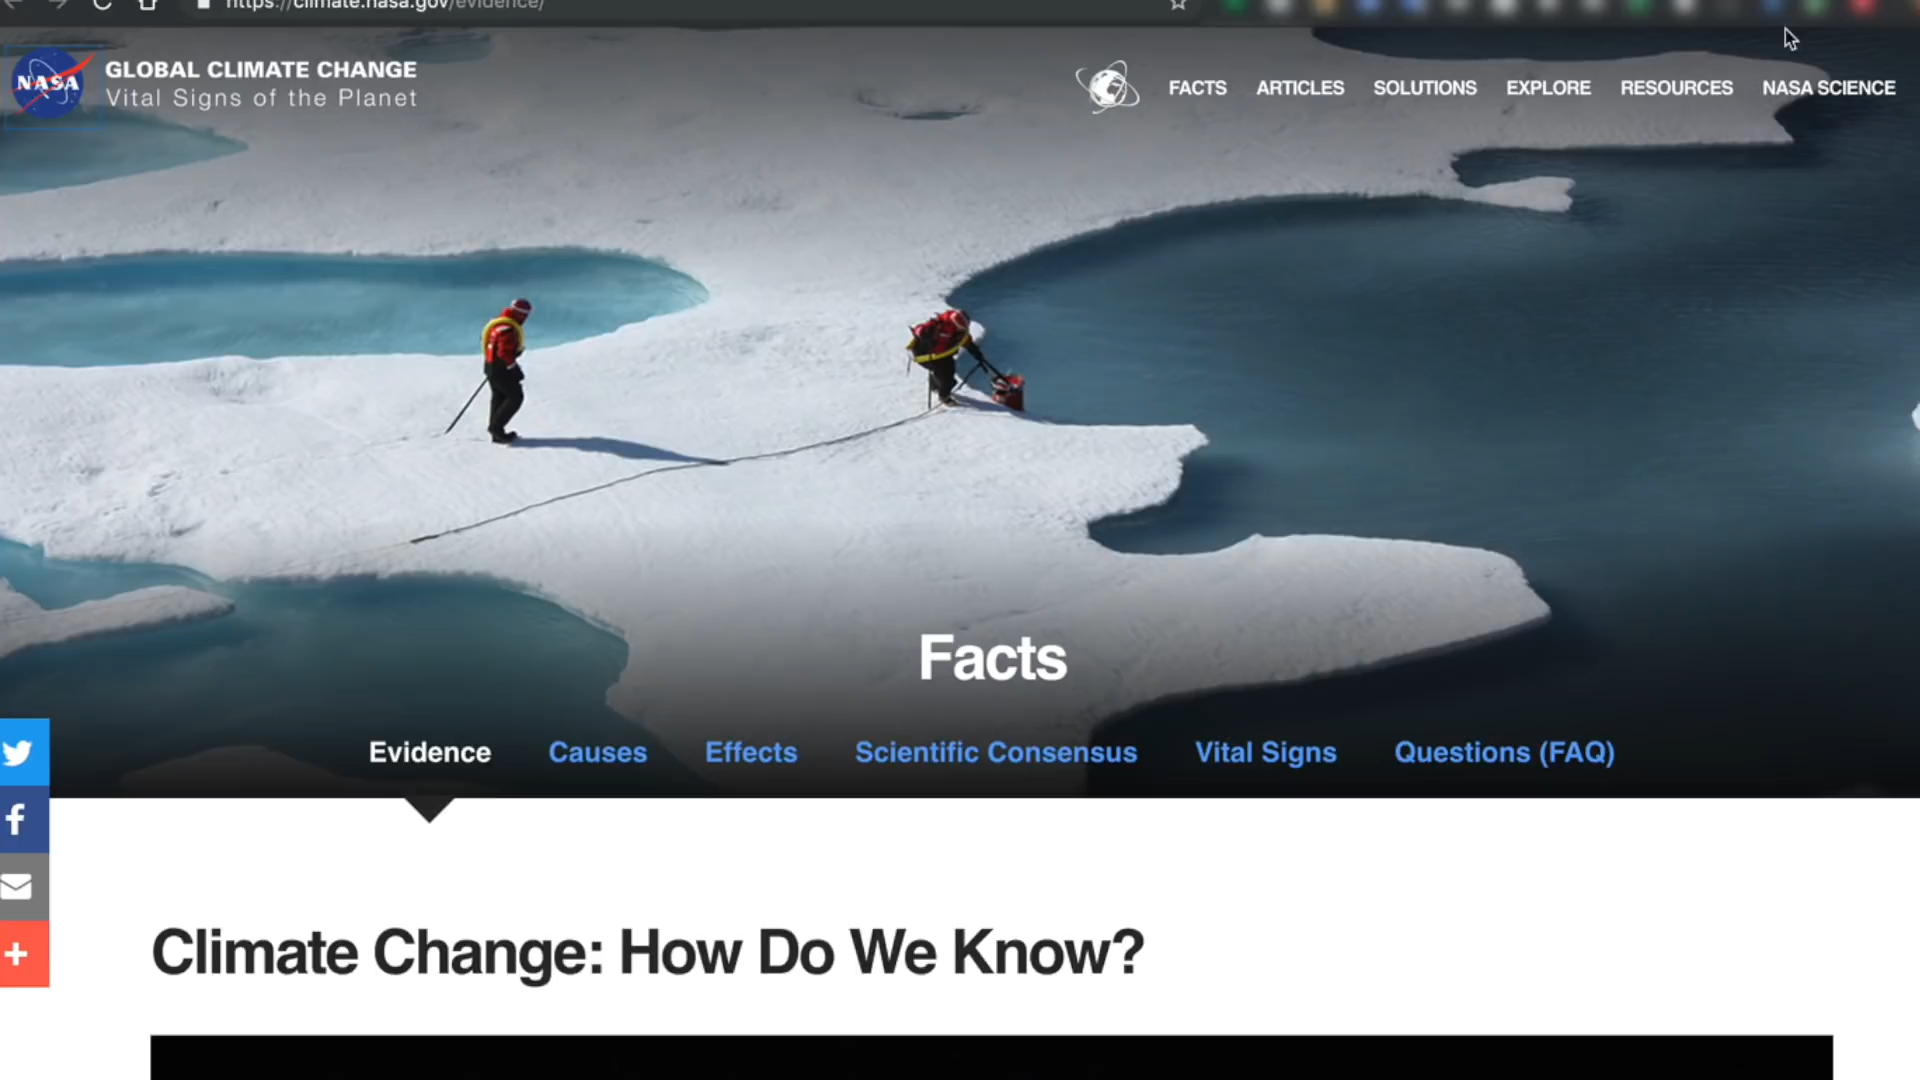 https://climate.nasa.gov/evidence/
NASA
GLOBAL CLIMATE CHANGE
Vital Signs of the Planet
FACTS ARTICLES SOLUTIONS EXPLORE RESOURCES NASA SCIENCE
Facts
Evidence Causes Effects Scientific Consensus Vital Signs Questions (FAQ)
Climate Change: How Do We Know?